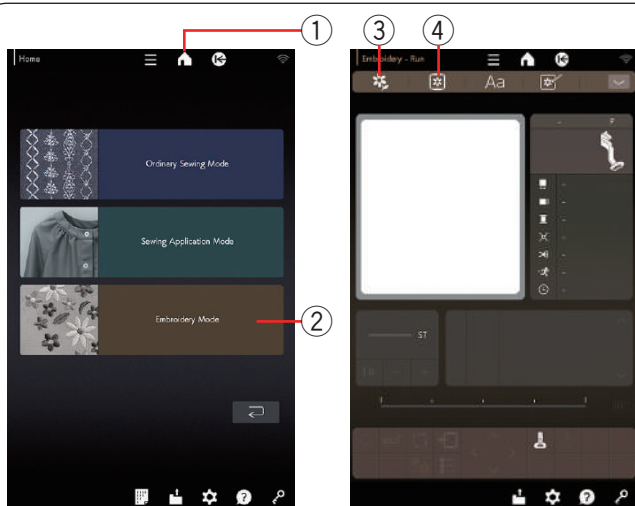 ① ③ ④
Home
Embroidery - Run
Aa
Ordinary Sewing Mode
- F
Sewing Application Mode
-
-
-
-
-
-
-
Embroidery Mode ②
ST